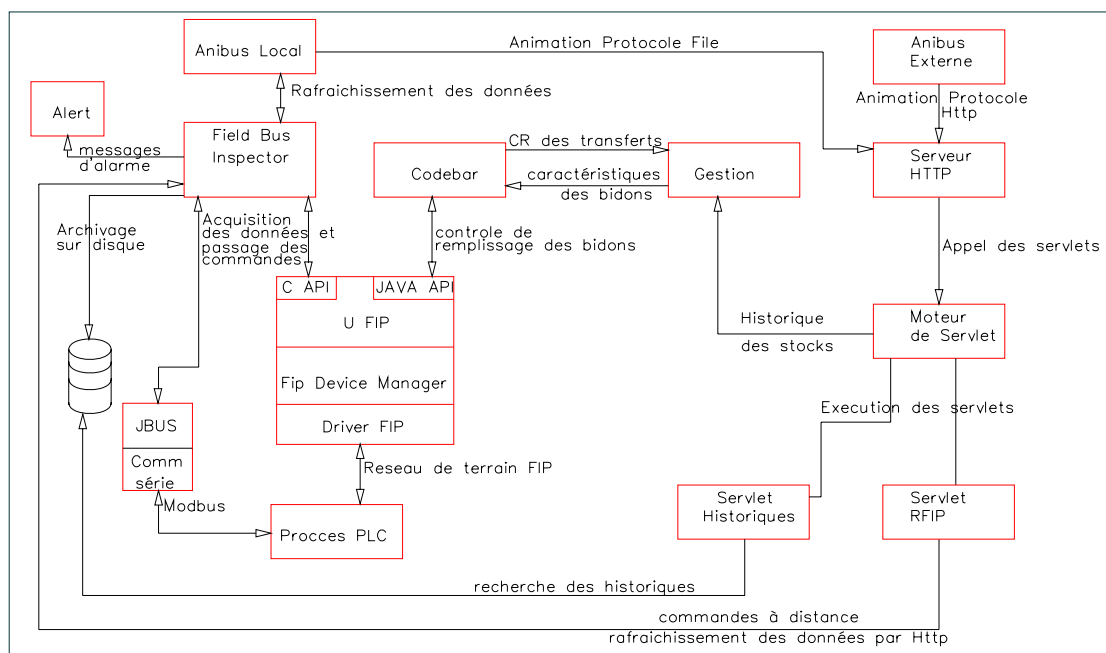 Anibus Local
Animation Protocole File
Anibus
Externe
Rafraichissement des données
Animation Protocole
Http
Alert
messages
d'alarme
Field Bus
Inspector
CR des transferts
Codebar
caractéristiques
des bidons
Gestion
Serveur
HTTP
Archivage
sur disque
Acquisition
des données et
passage des
commandes
controle de
remplissage des bidons
Appel des servlets
C API
JAVA API
U FIP
Fip Device Manager
Driver FIP
Historique
des stocks
Moteur
de Servlet
Execution des servlets
JBUS
Comm
série
Modbus
Reseau de terrain FIP
Procces PLC
Servlet
Historiques
Servlet
RFIP
recherche des historiques
commandes à distance
rafraichissement des données par Http